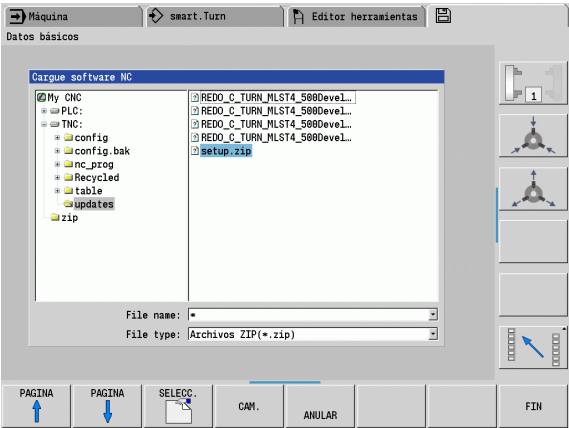 Máquina
smart.Turn
Editor herramientas
Datos básicos
Cargue software NC
My CNC
PLC:
TNC:
config
config.bak
nc_prog
Recycled
table
updates
zip
REDO_C_TURN_MLST4_500Devel…
REDO_C_TURN_MLST4_500Devel…
REDO_C_TURN_MLST4_500Devel…
REDO_C_TURN_MLST4_500Devel…
setup.zip
File name: *
File type: Archivos ZIP(*.zip)
1
PAGINA
PAGINA
SELECC.
CAM.
ANULAR
FIN